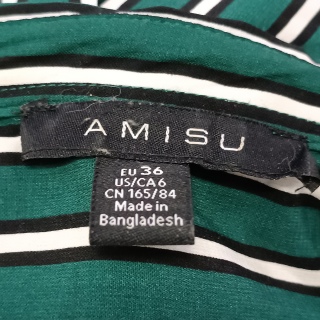 AMISU
EU 36
US/CA 6
CN 165/84
Made in
Bangladesh